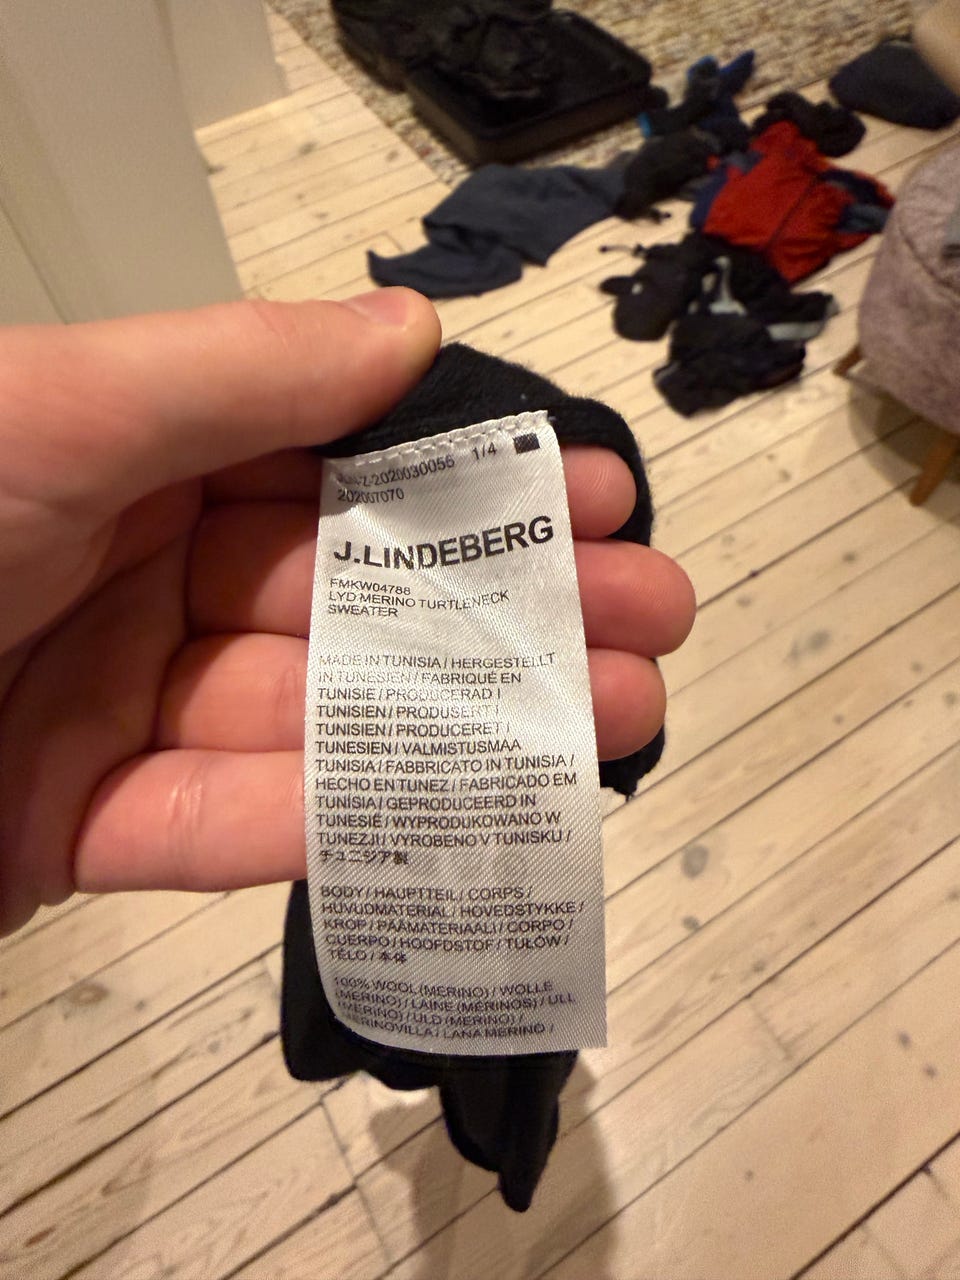 -2020030056 1/4
202007070
J.LINDEBERG
FMKW04788
LYD MERINO TURTLENECK
SWEATER
MADE IN TUNISIA / HERGESTELLT
IN TUNESIEN / FABRIQUÉ EN
TUNISIE / PRODUCERAD I
TUNISIEN / PRODUSERT I
TUNISIEN / PRODUCERET I
TUNESIEN / VALMISTUSMAA
TUNISIA / FABBRICATO IN TUNISIA /
HECHO EN TUNEZ / FABRICADO EM
TUNÍSIA / GEPRODUCEERD IN
TUNESIË / WYPRODUKOWANO W
TUNEZJI / VYROBENO V TUNISKU /
チュニジア製
BODY / HAUPTTEIL / CORPS /
HUVUDMATERIAL / HOVEDSTYKKE /
KROP / PÄÄMATERIAALI / CORPO /
CUERPO / HOOFDSTOF / TUŁÓW /
TĚLO / 本体
100% WOOL (MERINO) / WOLLE
(MERINO) / LAINE (MÉRINOS) / ULL
(MERINO) / ULD (MERINO) /
MERINOVILLA / LANA MERINO /